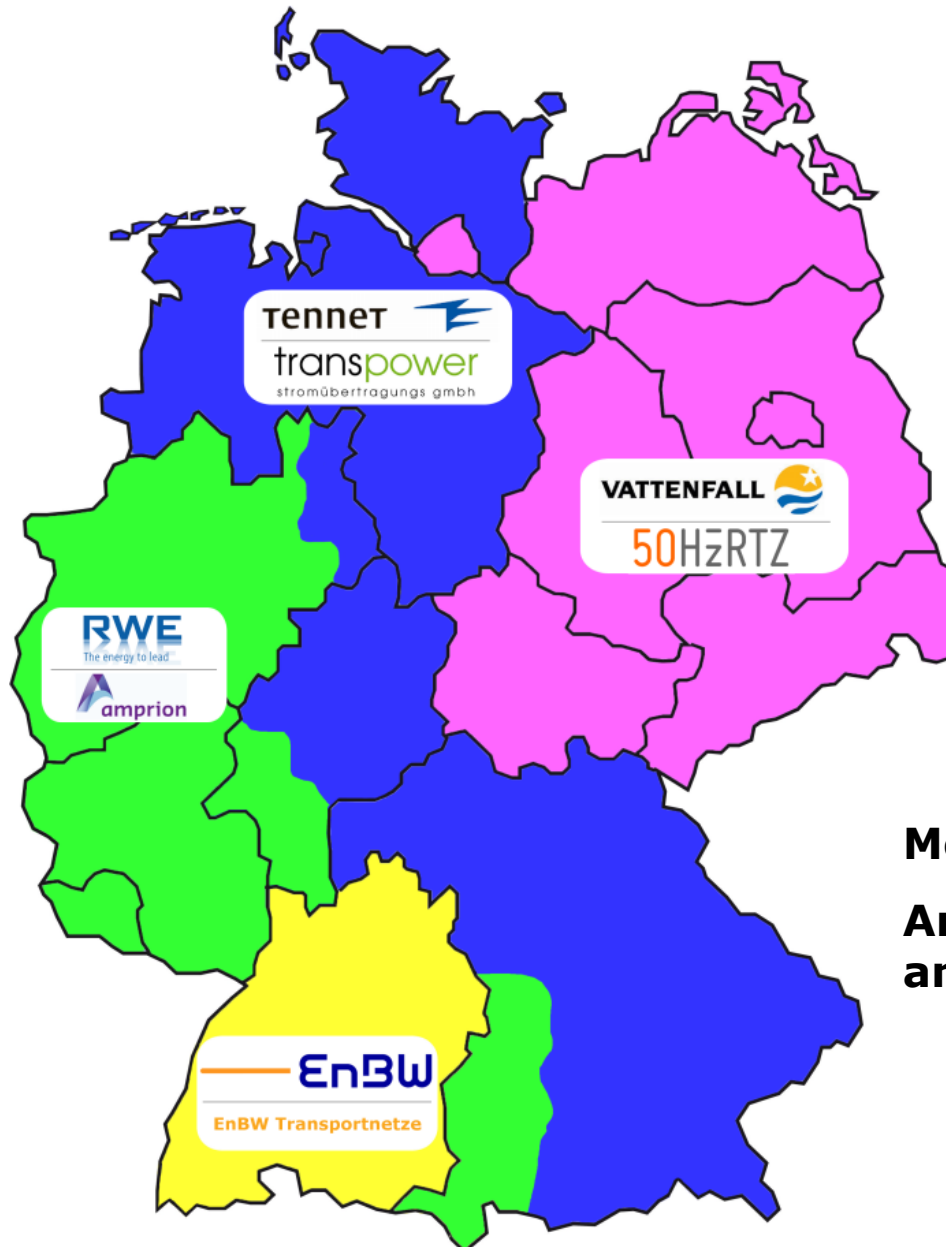 TenneT
transpower
stromübertragungs gmbh
VATTENFALL
50HERTZ
RWE
The energy to lead
amprion
EnBW
EnBW Transportnetze